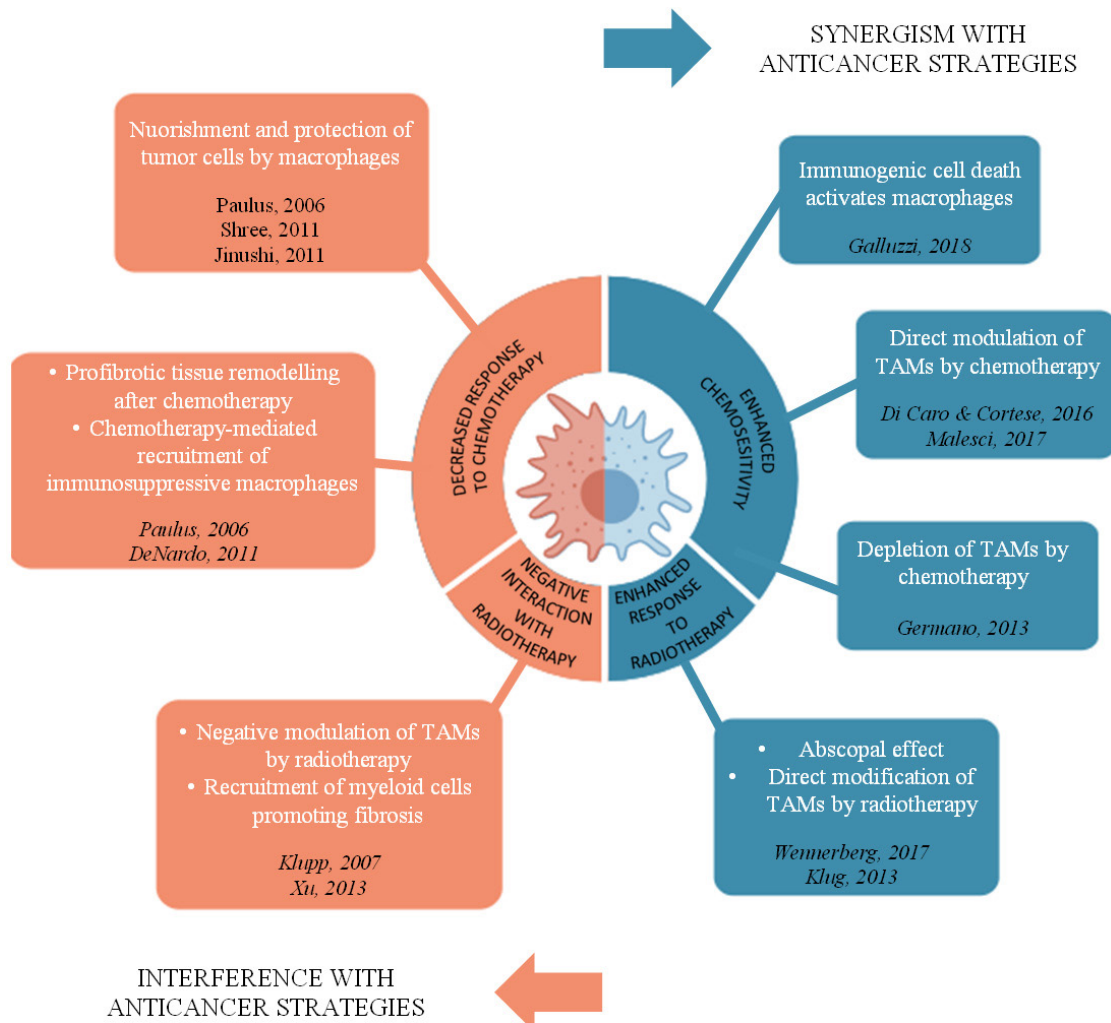 SYNERGISM WITH
ANTICANCER STRATEGIES
Nuorishment and protection of
tumor cells by macrophages
Paulus, 2006
Shree, 2011
Jinushi, 2011
Immunogenic cell death
activates macrophages
Galluzzi, 2018
• Profibrotic tissue remodelling
after chemotherapy
• Chemotherapy-mediated
recruitment of
immunosuppressive macrophages
Paulus, 2006
DeNardo, 2011
DECREASED RESPONSE
TO CHEMOTHERAPY
ENHANCED
CHEMOSESITIVITY
Direct modulation of
TAMs by chemotherapy
Di Caro & Cortese, 2016
Malesci, 2017
Depletion of TAMs by
chemotherapy
Germano, 2013
NEGATIVE
INTERACTION
WITH
RADIOTHERAPY
ENHANCED
RESPONSE
TO
RADIOTHERAPY
• Negative modulation of TAMs
by radiotherapy
• Recruitment of myeloid cells
promoting fibrosis
Klupp, 2007
Xu, 2013
• Abscopal effect
• Direct modification of
TAMs by radiotherapy
Wennerberg, 2017
Klug, 2013
INTERFERENCE WITH
ANTICANCER STRATEGIES